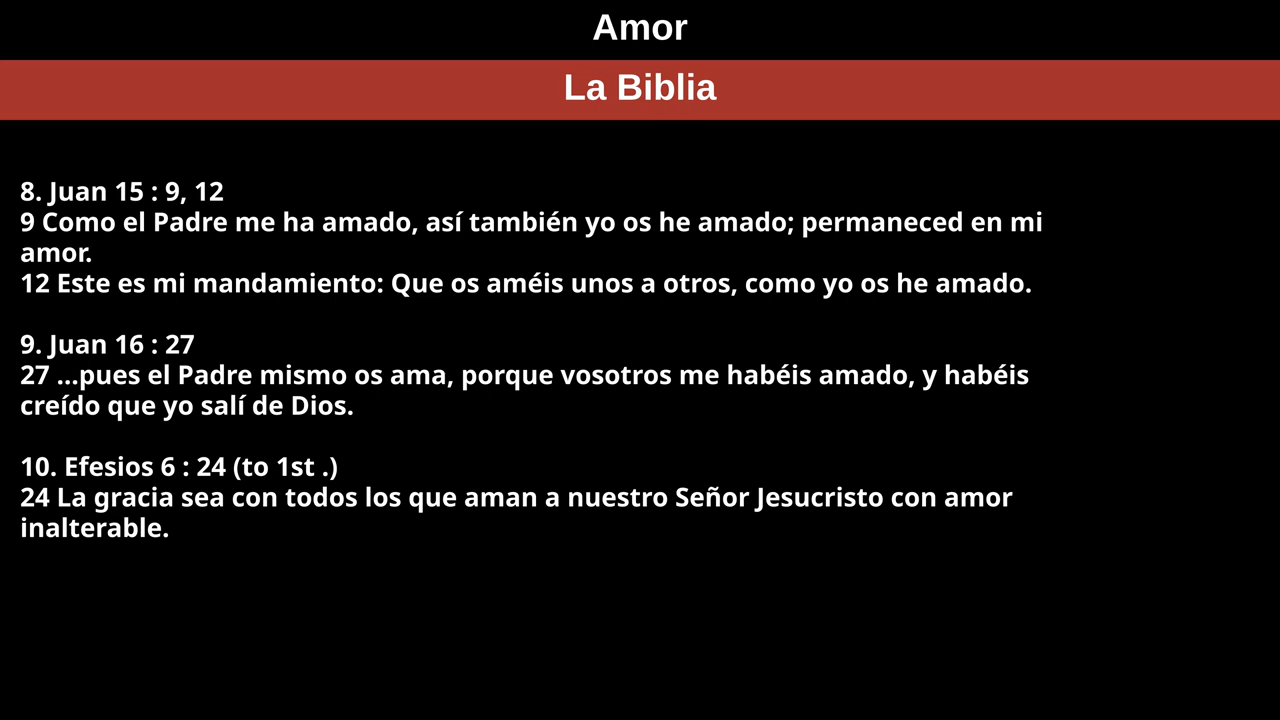 Amor
La Biblia
8. Juan 15 : 9, 12
9 Como el Padre me ha amado, así también yo os he amado; permaneced en mi
amor.
12 Este es mi mandamiento: Que os améis unos a otros, como yo os he amado.
9. Juan 16 : 27
27 ...pues el Padre mismo os ama, porque vosotros me habéis amado, y habéis
creído que yo salí de Dios.
10. Efesios 6 : 24 (to 1st .)
24 La gracia sea con todos los que aman a nuestro Señor Jesucristo con amor
inalterable.